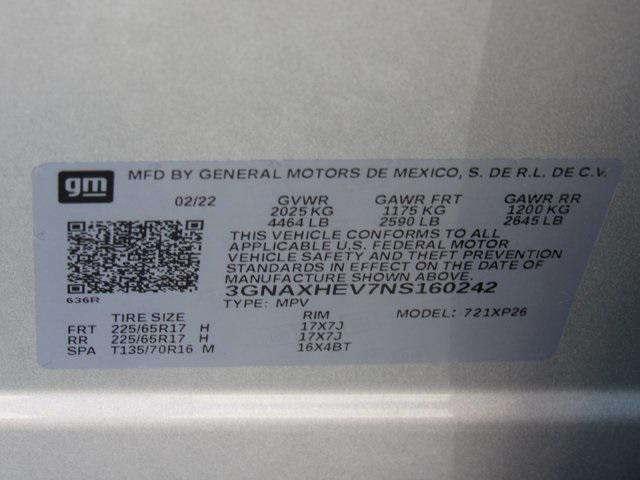 gm MFD BY GENERAL MOTORS DE MEXICO, S. DE R.L. DE C.V.
02/22 GVWR GAWR FRT GAWR RR
2025 KG 1175 KG 1200 KG
4464 LB 2590 LB 2645 LB
THIS VEHICLE CONFORMS TO ALL
APPLICABLE U.S. FEDERAL MOTOR
VEHICLE SAFETY AND THEFT PREVENTION
STANDARDS IN EFFECT ON THE DATE OF
MANUFACTURE SHOWN ABOVE.
636R 3GNAXHEV7NS160242
TYPE: MPV MODEL: 721XP26
TIRE SIZE RIM
FRT 225/65R17 H 17X7J
RR 225/65R17 H 17X7J
SPA T135/70R16 M 16X4BT